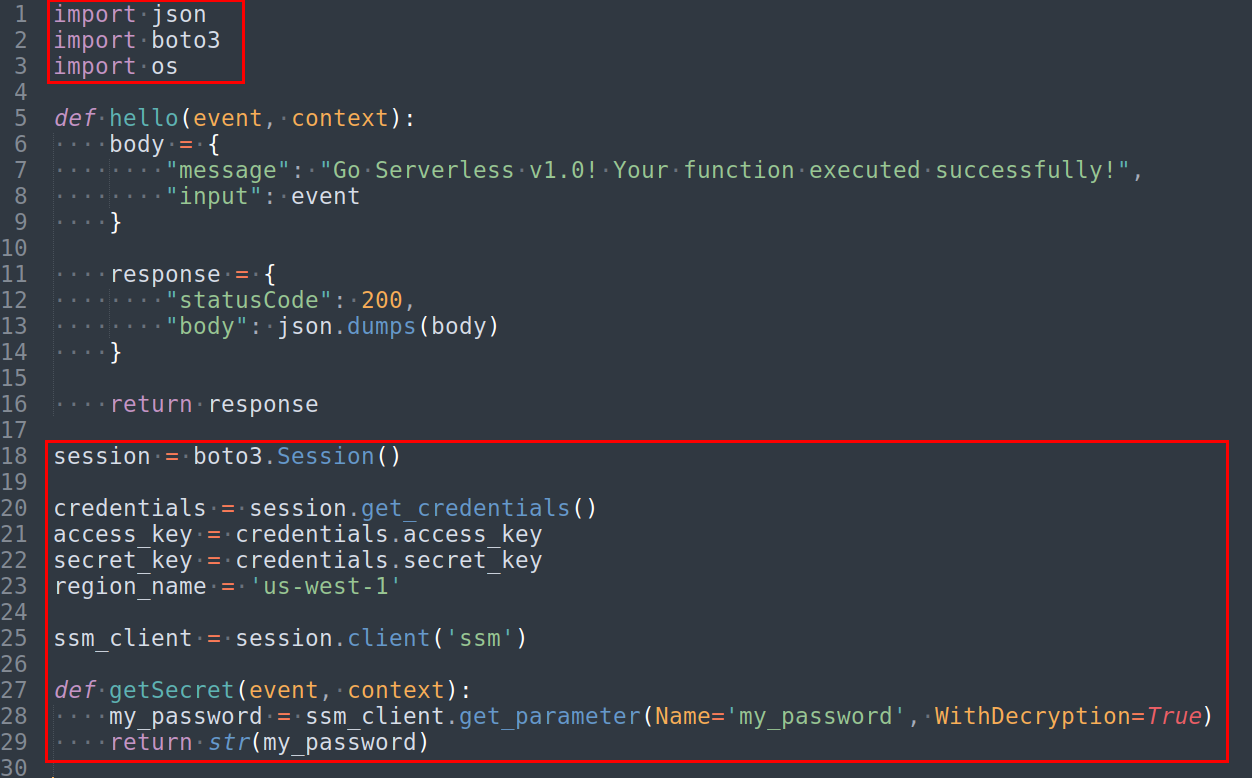 1 import json
2 import boto3
3 import os
4
5 def hello(event, context):
6     body = {
7         "message": "Go Serverless v1.0! Your function executed successfully!",
8         "input": event
9     }
10
11     response = {
12         "statusCode": 200,
13         "body": json.dumps(body)
14     }
15
16     return response
17
18 session = boto3.Session()
19
20 credentials = session.get_credentials()
21 access_key = credentials.access_key
22 secret_key = credentials.secret_key
23 region_name = 'us-west-1'
24
25 ssm_client = session.client('ssm')
26
27 def getSecret(event, context):
28     my_password = ssm_client.get_parameter(Name='my_password', WithDecryption=True)
29     return str(my_password)
30